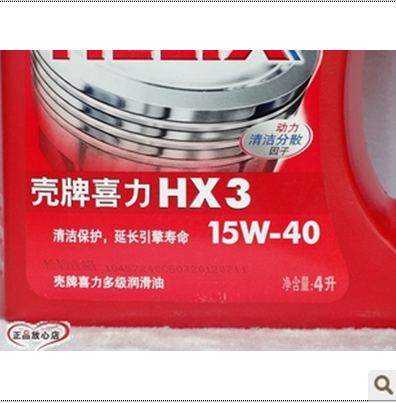 HELIX
动力
清洁分散
因子
壳牌喜力HX3
清洁保护，延长引擎寿命 15W-40
壳牌喜力多级润滑油
净含量:4升
正品放心店